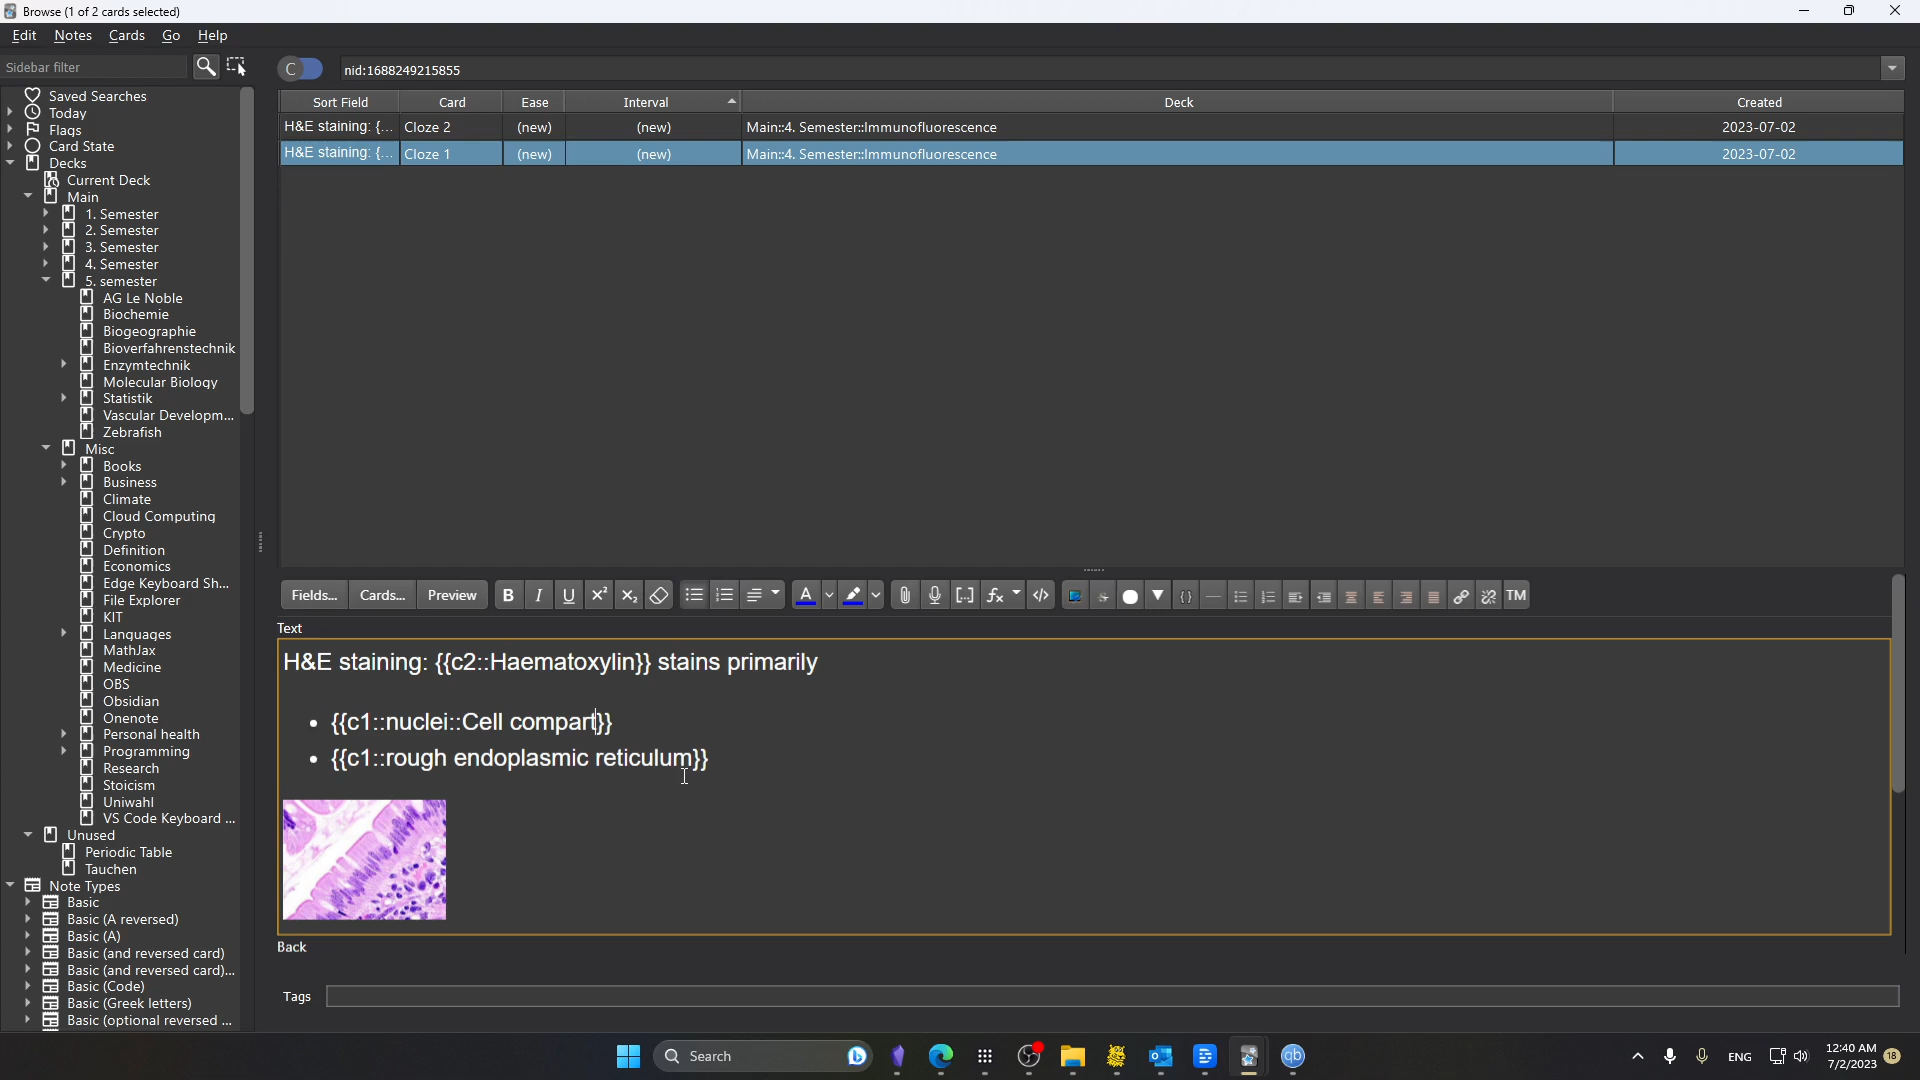 Browse (1 of 2 cards selected)
Edit Notes Cards Go Help
Sidebar filter
C
nid:1688249215855
Saved Searches
Today
Flags
Card State
Decks
Current Deck
Main
1. Semester
2. Semester
3. Semester
4. Semester
5. semester
AG Le Noble
Biochemie
Biogeographie
Bioverfahrenstechnik
Enzymtechnik
Molecular Biology
Statistik
Vascular Developm...
Zebrafish
Misc
Books
Business
Climate
Cloud Computing
Crypto
Definition
Economics
Edge Keyboard Sh...
File Explorer
KIT
Languages
MathJax
Medicine
OBS
Obsidian
Onenote
Personal health
Programming
Research
Stoicism
Uniwahl
VS Code Keyboard ...
Unused
Periodic Table
Tauchen
Note Types
Basic
Basic (A reversed)
Basic (A)
Basic (and reversed card)
Basic (and reversed card)...
Basic (Code)
Basic (Greek letters)
Basic (optional reversed ...
Sort Field Card Ease Interval Deck Created
H&E staining: {... Cloze 2 (new) (new) Main::4. Semester::Immunofluorescence 2023-07-02
H&E staining: {... Cloze 1 (new) (new) Main::4. Semester::Immunofluorescence 2023-07-02
Fields... Cards... Preview B I U x² x₂ A [...] fx </> S {} TM
Text
H&E staining: {{c2::Haematoxylin}} stains primarily
• {{c1::nuclei::Cell compart}}
• {{c1::rough endoplasmic reticulum}}
Back
Tags
Search
qb
ENG
12:40 AM
7/2/2023
18